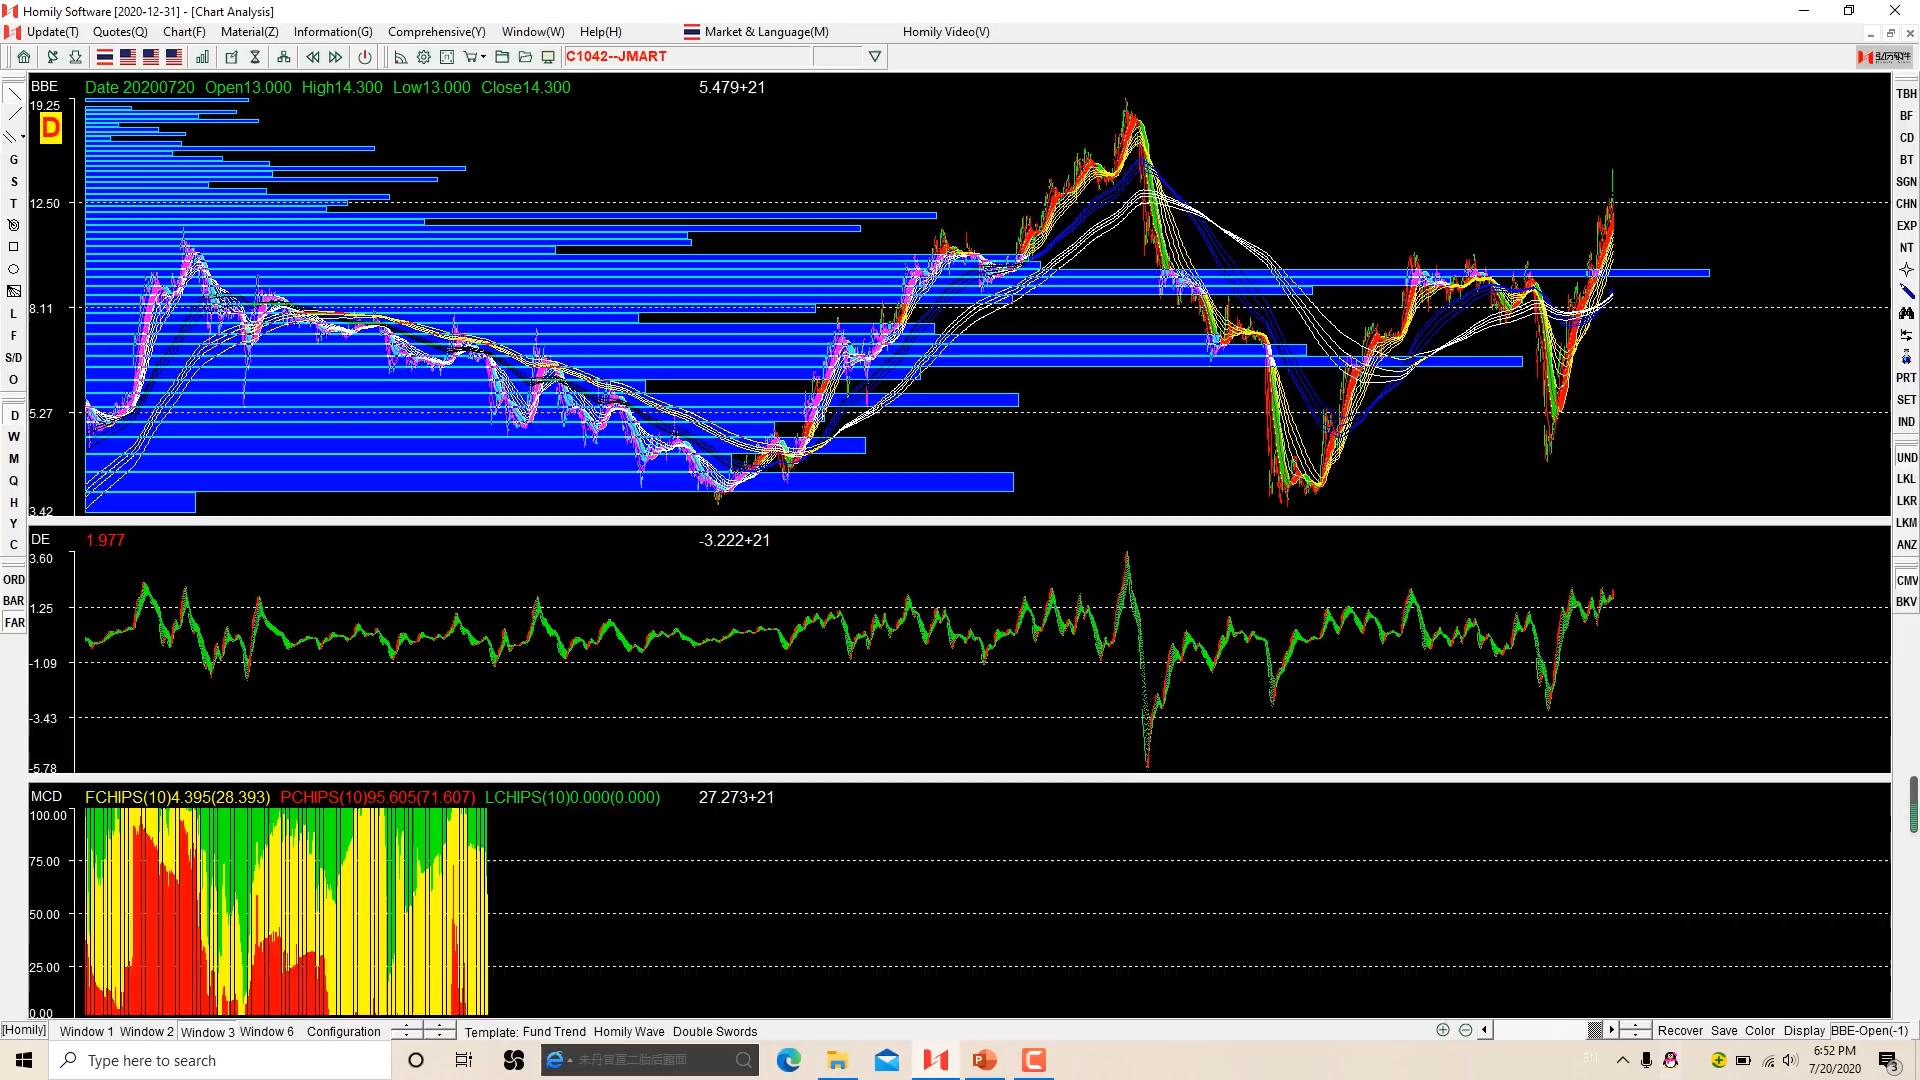 Homily Software [2020-12-31] - [Chart Analysis]
Update(T) Quotes(Q) Chart(F) Material(Z) Information(G) Comprehensive(Y) Window(W) Help(H) Market & Language(M) Homily Video(V)
C1042--JMART
BBE Date 20200720 Open13.000 High14.300 Low13.000 Close14.300 5.479+21
19.25
D
12.50
8.11
5.27
3.42
DE 1.977 -3.222+21
3.60
1.25
-1.09
-3.43
-5.78
MCD FCHIPS(10)4.395(28.393) PCHIPS(10)95.605(71.607) LCHIPS(10)0.000(0.000) 27.273+21
100.00
75.00
50.00
25.00
0.00
G
S
T
L
F
S/D
O
D
W
M
Q
H
Y
C
ORD
BAR
FAR
TBH
BF
CD
BT
SGN
CHN
EXP
NT
PRT
SET
IND
UND
LKL
LKR
LKM
ANZ
CMV
BKV
[Homily] Window 1 Window 2 Window 3 Window 6 Configuration Template: Fund Trend Homily Wave Double Swords Recover Save Color Display BBE-Open(-1)
Type here to search
6:52 PM
7/20/2020
3